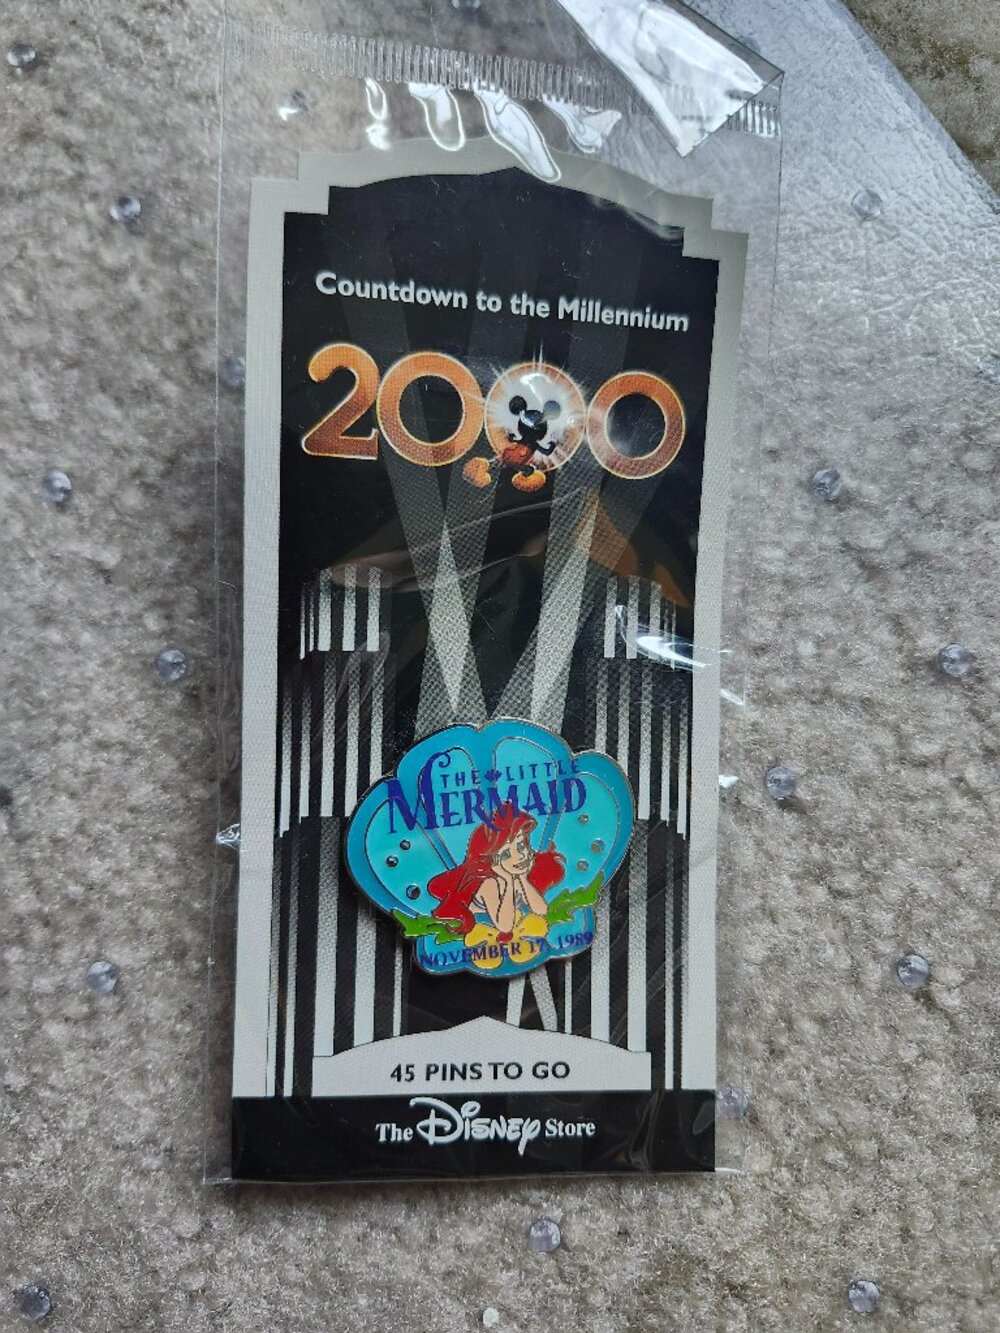 Countdown to the Millennium
2000
THE LITTLE
MERMAID
NOVEMBER 17, 1989
45 PINS TO GO
The Disney Store